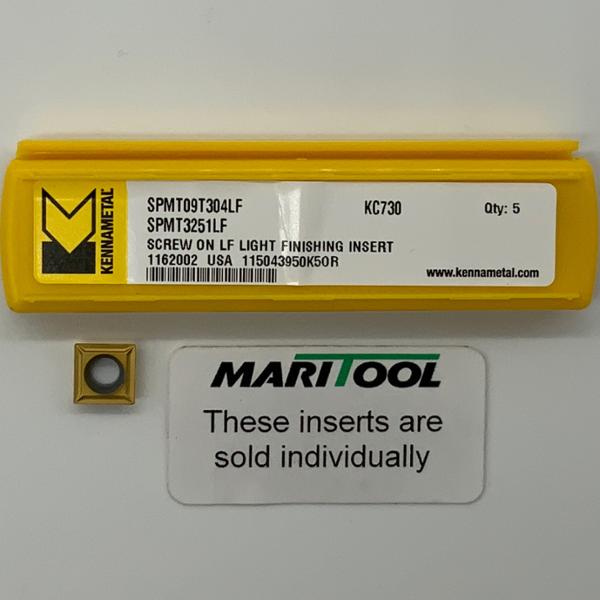 KENNAMETAL
SPMT09T304LF KC730 Qty: 5
SPMT3251LF
SCREW ON LF LIGHT FINISHING INSERT
1162002 USA 115043950K50R
www.kennametal.com
MARITOOL
These inserts are
sold individually